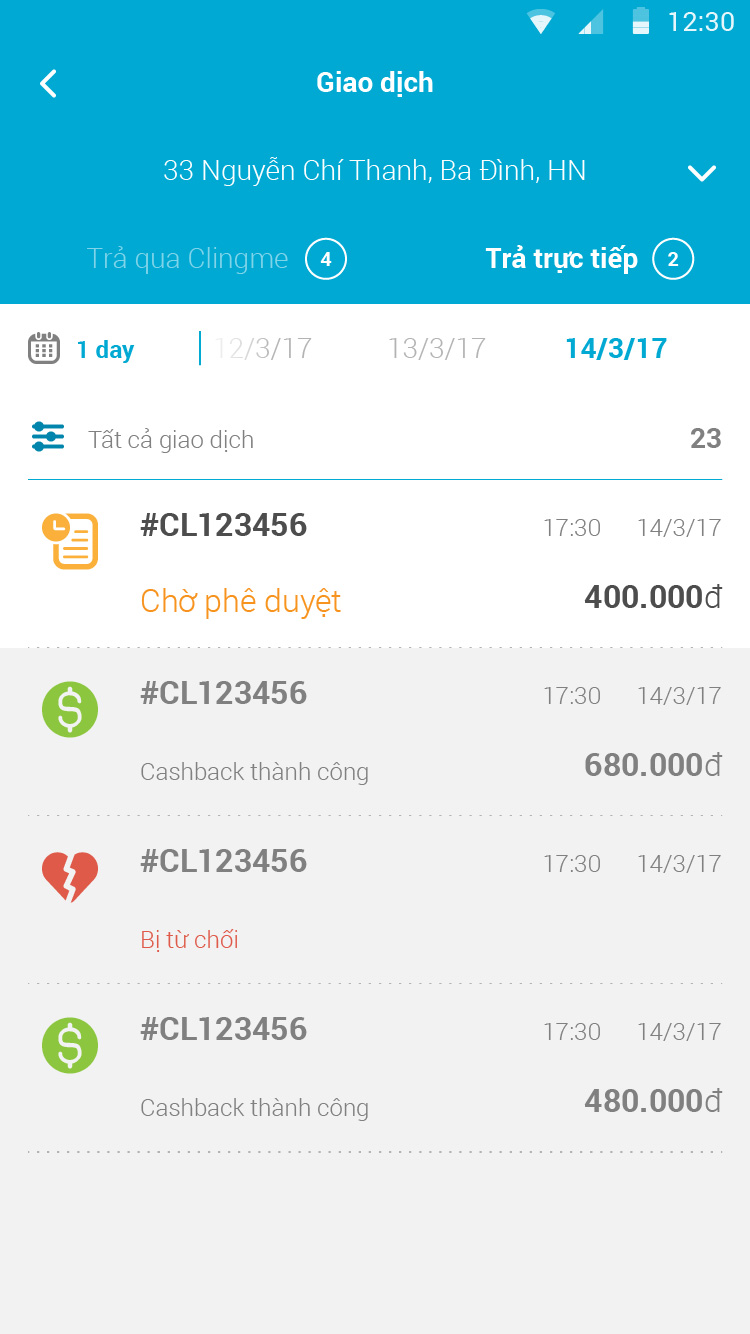 12:30
Giao dịch
33 Nguyễn Chí Thanh, Ba Đình, HN
Trả qua Clingme 4 Trả trực tiếp 2
1 day 12/3/17 13/3/17 14/3/17
Tất cả giao dịch 23
#CL123456 17:30 14/3/17
Chờ phê duyệt 400.000đ
#CL123456 17:30 14/3/17
Cashback thành công 680.000đ
#CL123456 17:30 14/3/17
Bị từ chối
#CL123456 17:30 14/3/17
Cashback thành công 480.000đ